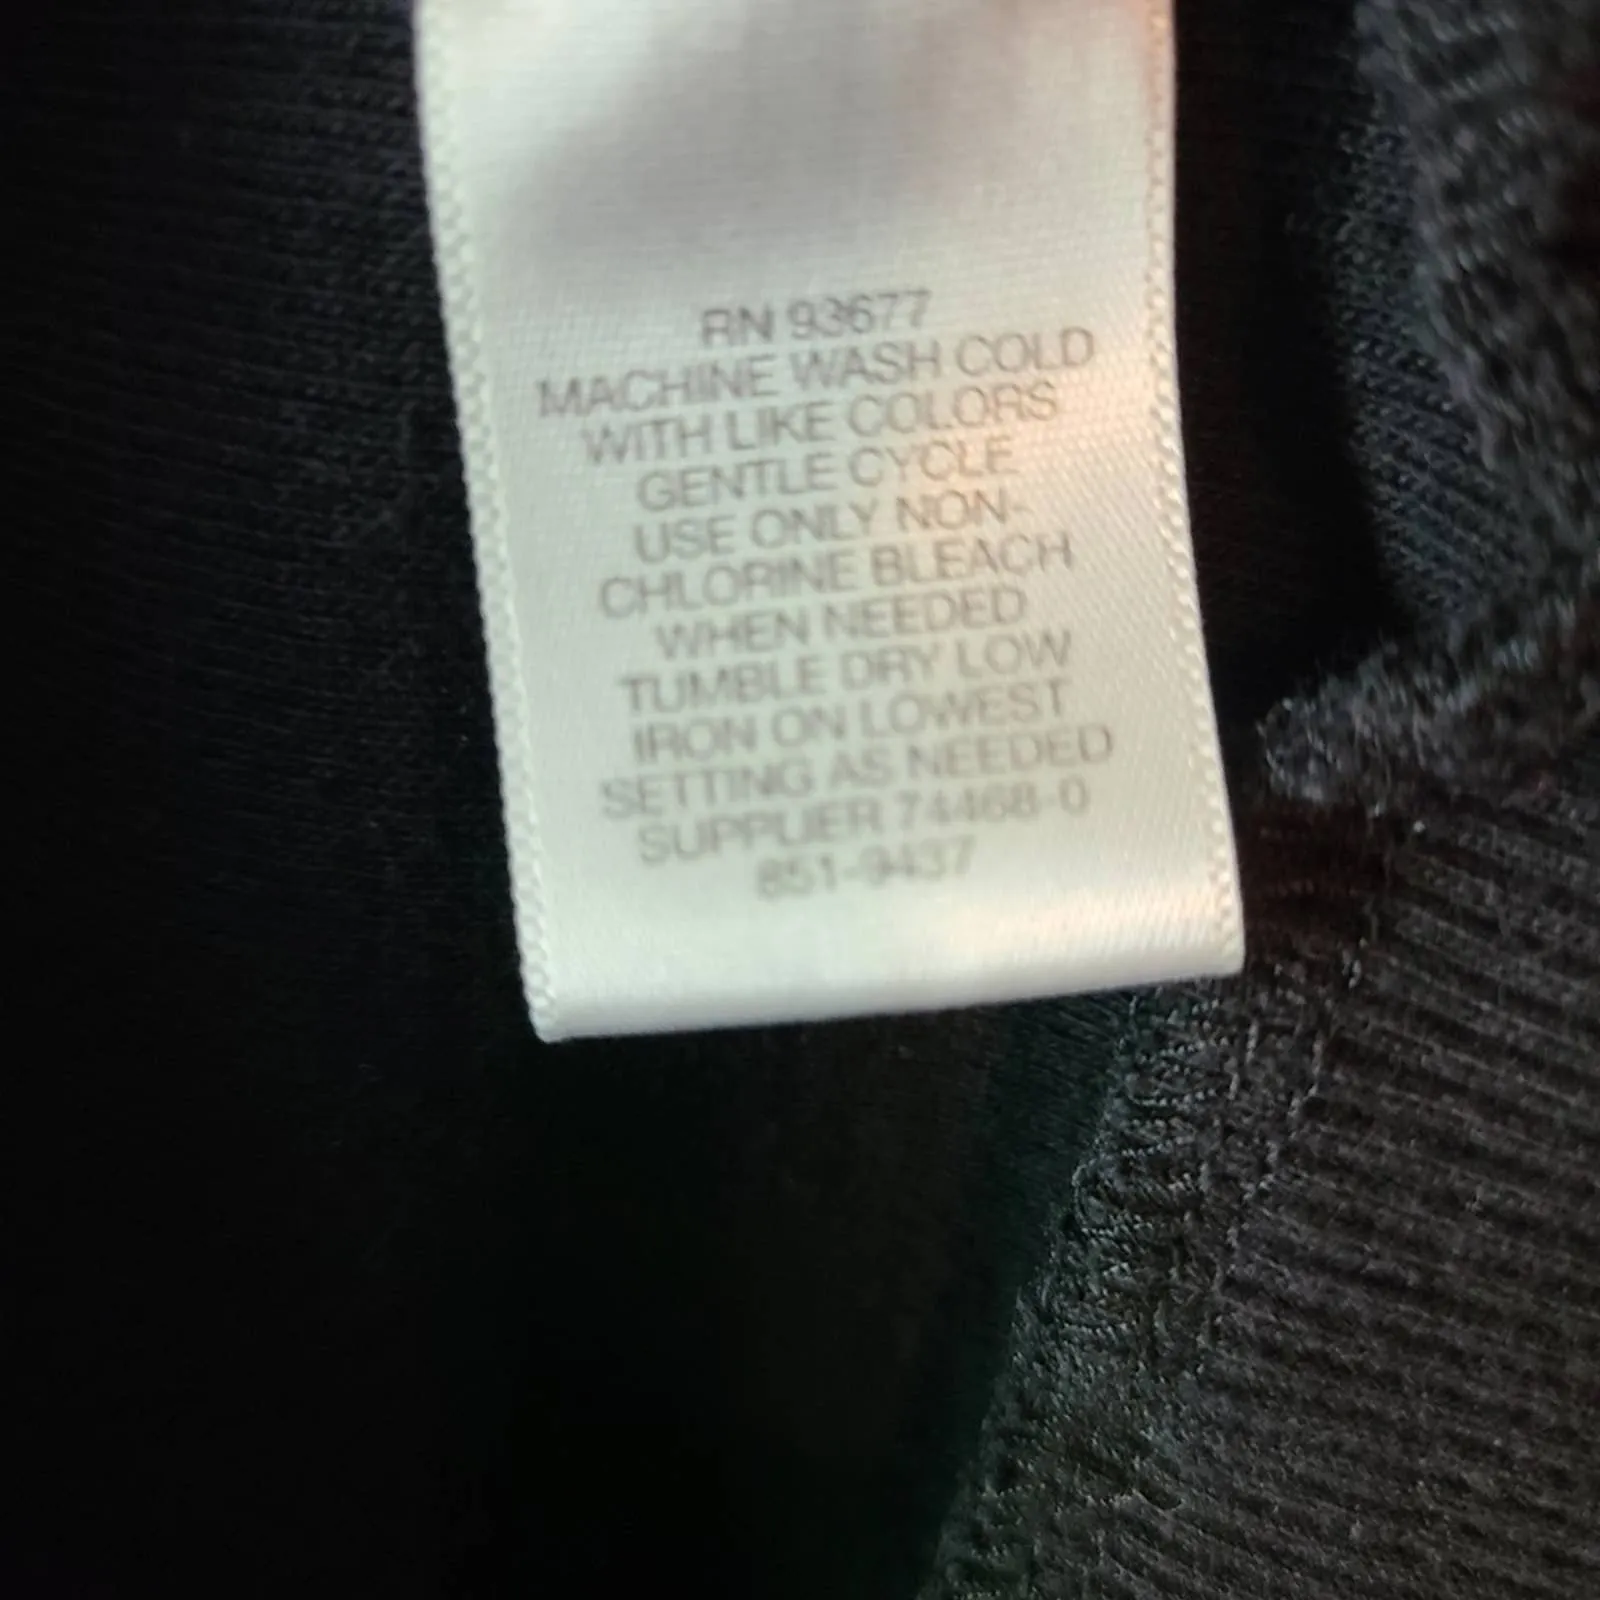 RN 93677
MACHINE WASH COLD
WITH LIKE COLORS
GENTLE CYCLE
USE ONLY NON-
CHLORINE BLEACH
WHEN NEEDED
TUMBLE DRY LOW
IRON ON LOWEST
SETTING AS NEEDED
SUPPLIER 74468-0
851-9437